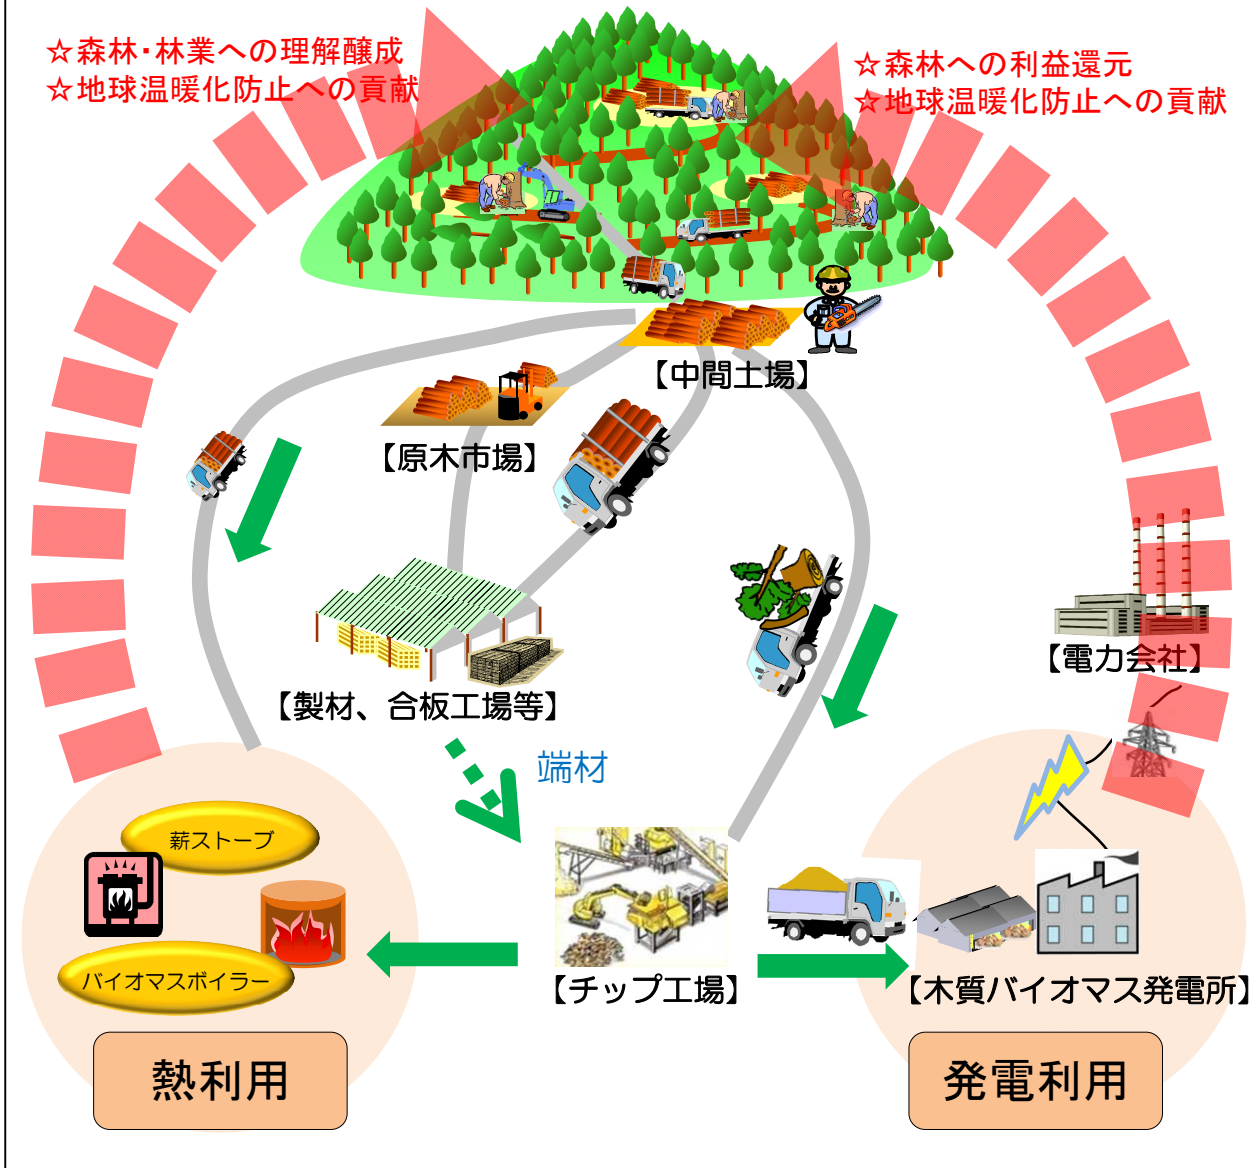 ☆森林・林業への理解醸成
☆地球温暖化防止への貢献
☆森林への利益還元
☆地球温暖化防止への貢献
【中間土場】
【原木市場】
【製材、合板工場等】
【電力会社】
端材
薪ストーブ
バイオマスボイラー
【チップ工場】
【木質バイオマス発電所】
熱利用
発電利用